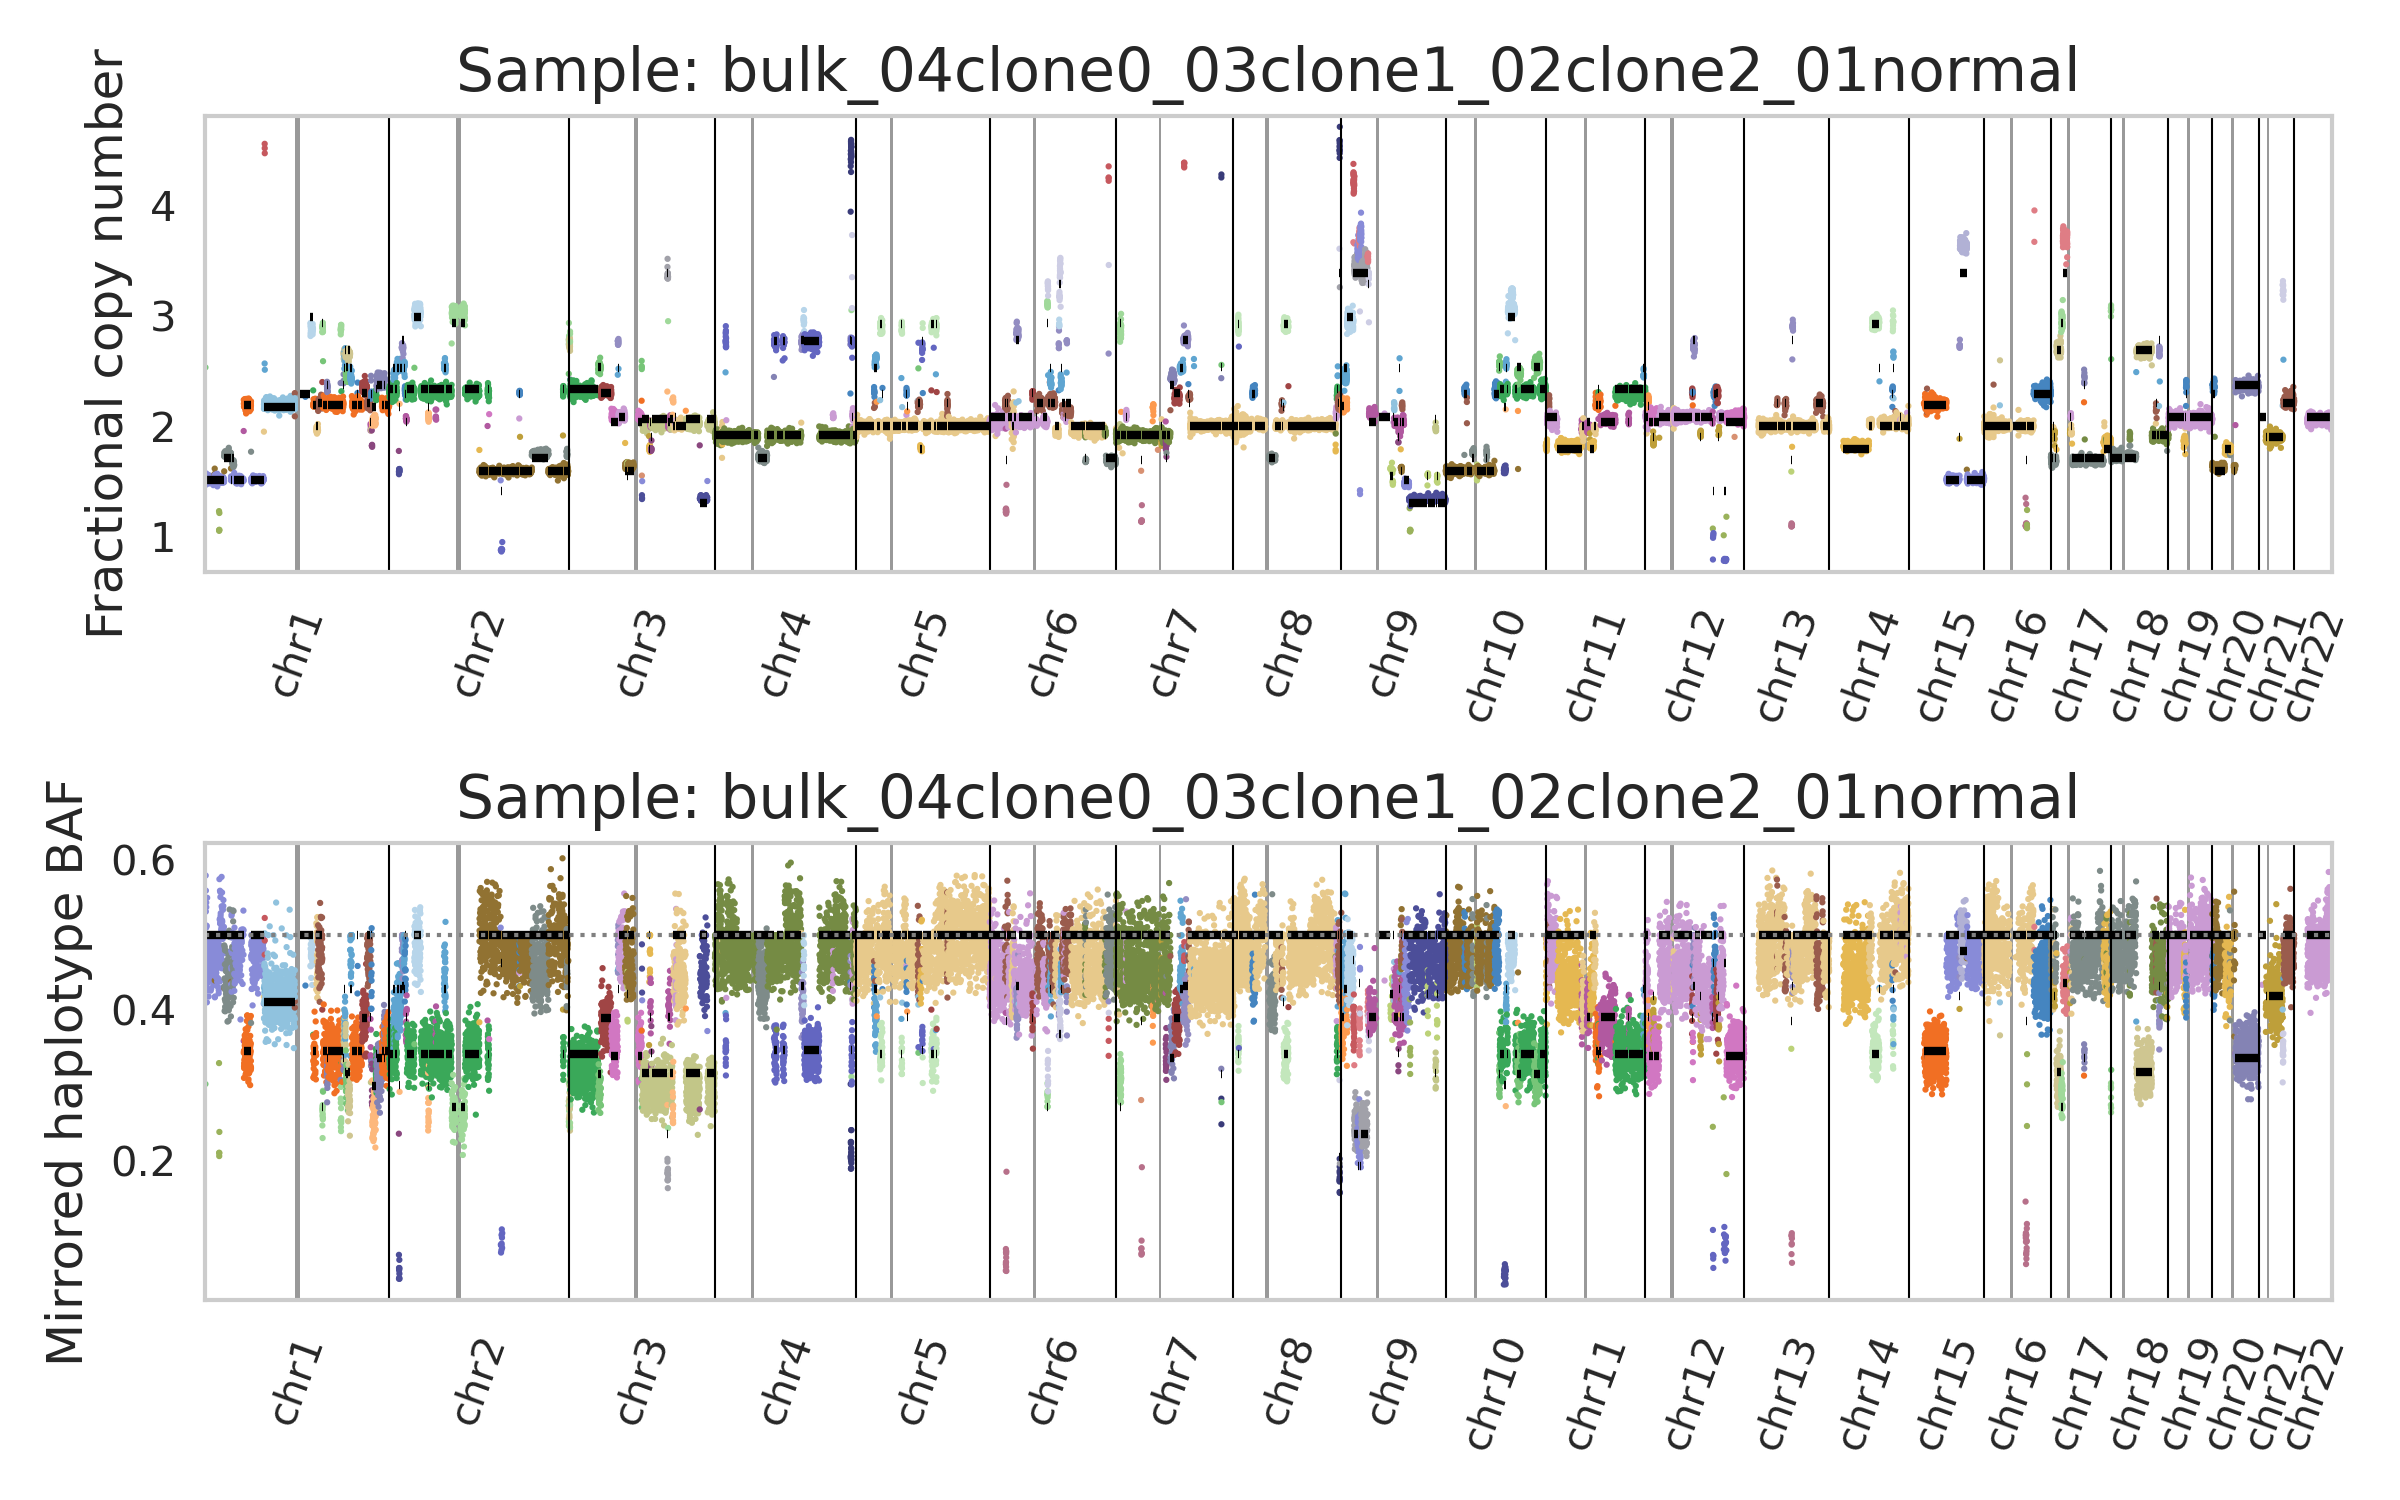 Sample: bulk_04clone0_03clone1_02clone2_01normal
Fractional copy number
4
3
2
1
chr1 chr2 chr3 chr4 chr5 chr6 chr7 chr8 chr9 chr10 chr11 chr12 chr13 chr14 chr15 chr16 chr17 chr18 chr19 chr20 chr21 chr22
Sample: bulk_04clone0_03clone1_02clone2_01normal
Mirrored haplotype BAF
0.6
0.4
0.2
chr1 chr2 chr3 chr4 chr5 chr6 chr7 chr8 chr9 chr10 chr11 chr12 chr13 chr14 chr15 chr16 chr17 chr18 chr19 chr20 chr21 chr22